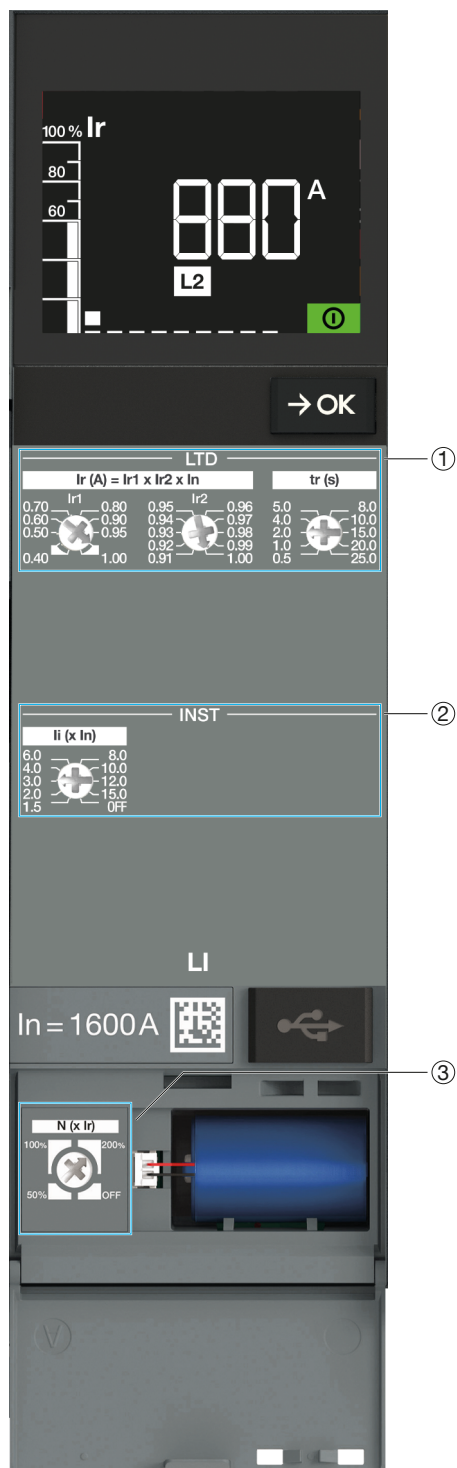 100 % Ir
80
60
880 A
L2
→ OK
LTD
1
Ir (A) = Ir1 x Ir2 x In
tr (s)
Ir1
Ir2
0.70 0.80 0.95 0.96 5.0 8.0
0.60 0.90 0.94 0.97 4.0 10.0
0.50 0.95 0.93 0.98 2.0 15.0
0.92 0.99 1.0 20.0
0.40 1.00 0.91 1.00 0.5 25.0
INST
2
Ii (x In)
6.0 8.0
4.0 10.0
3.0 12.0
2.0 15.0
1.5 0FF
LI
In = 1600 A
3
N (x Ir)
100% 200%
50% OFF
V